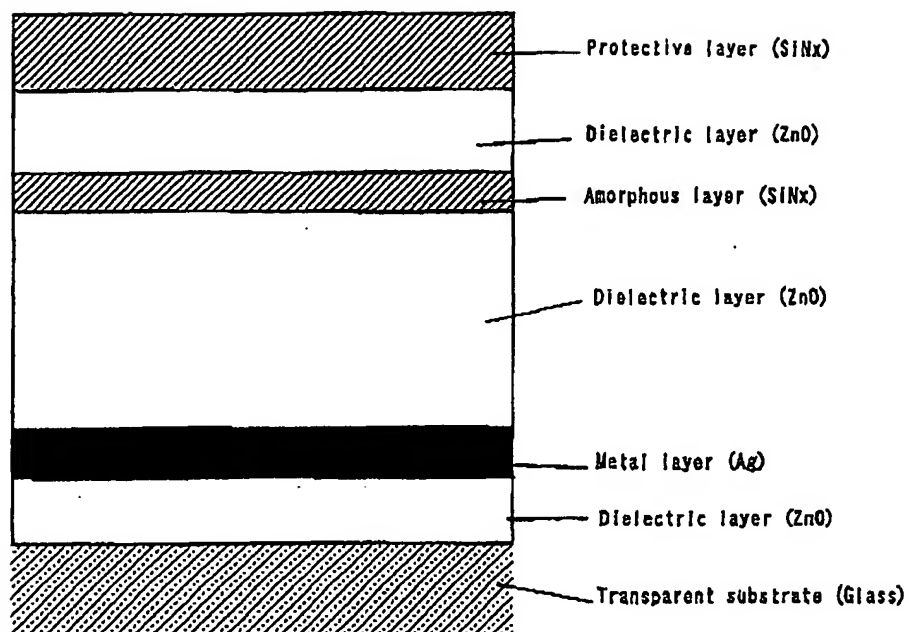 Protective layer (SiNx)
Dielectric layer (ZnO)
Amorphous layer (SiNx)
Dielectric layer (ZnO)
Metal layer (Ag)
Dielectric layer (ZnO)
Transparent substrate (Glass)